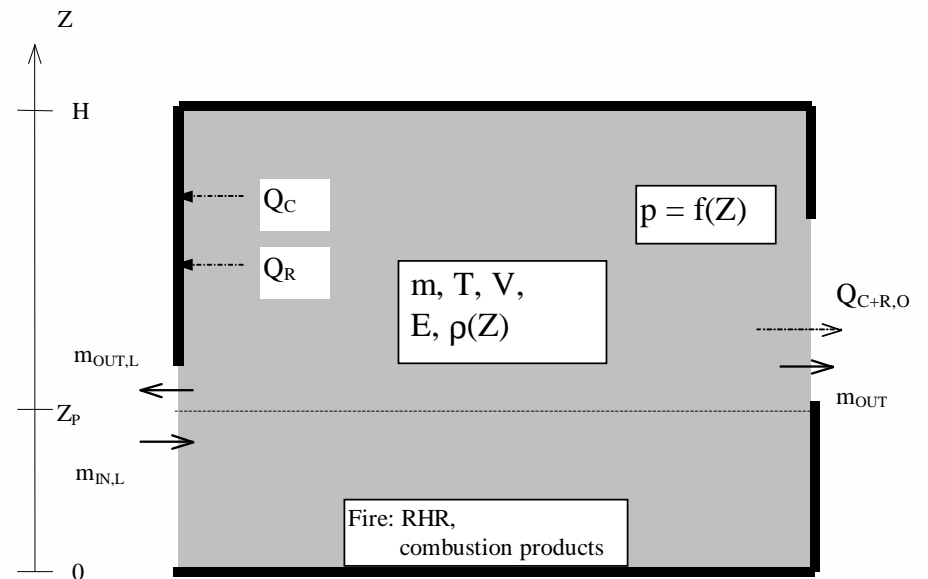 Z
H
Q_C
p = f(Z)
Q_R
m, T, V,
E, ρ(Z)
Q_C+R,O
m_OUT,L
m_OUT
Z_P
m_IN,L
Fire: RHR,
combustion products
0